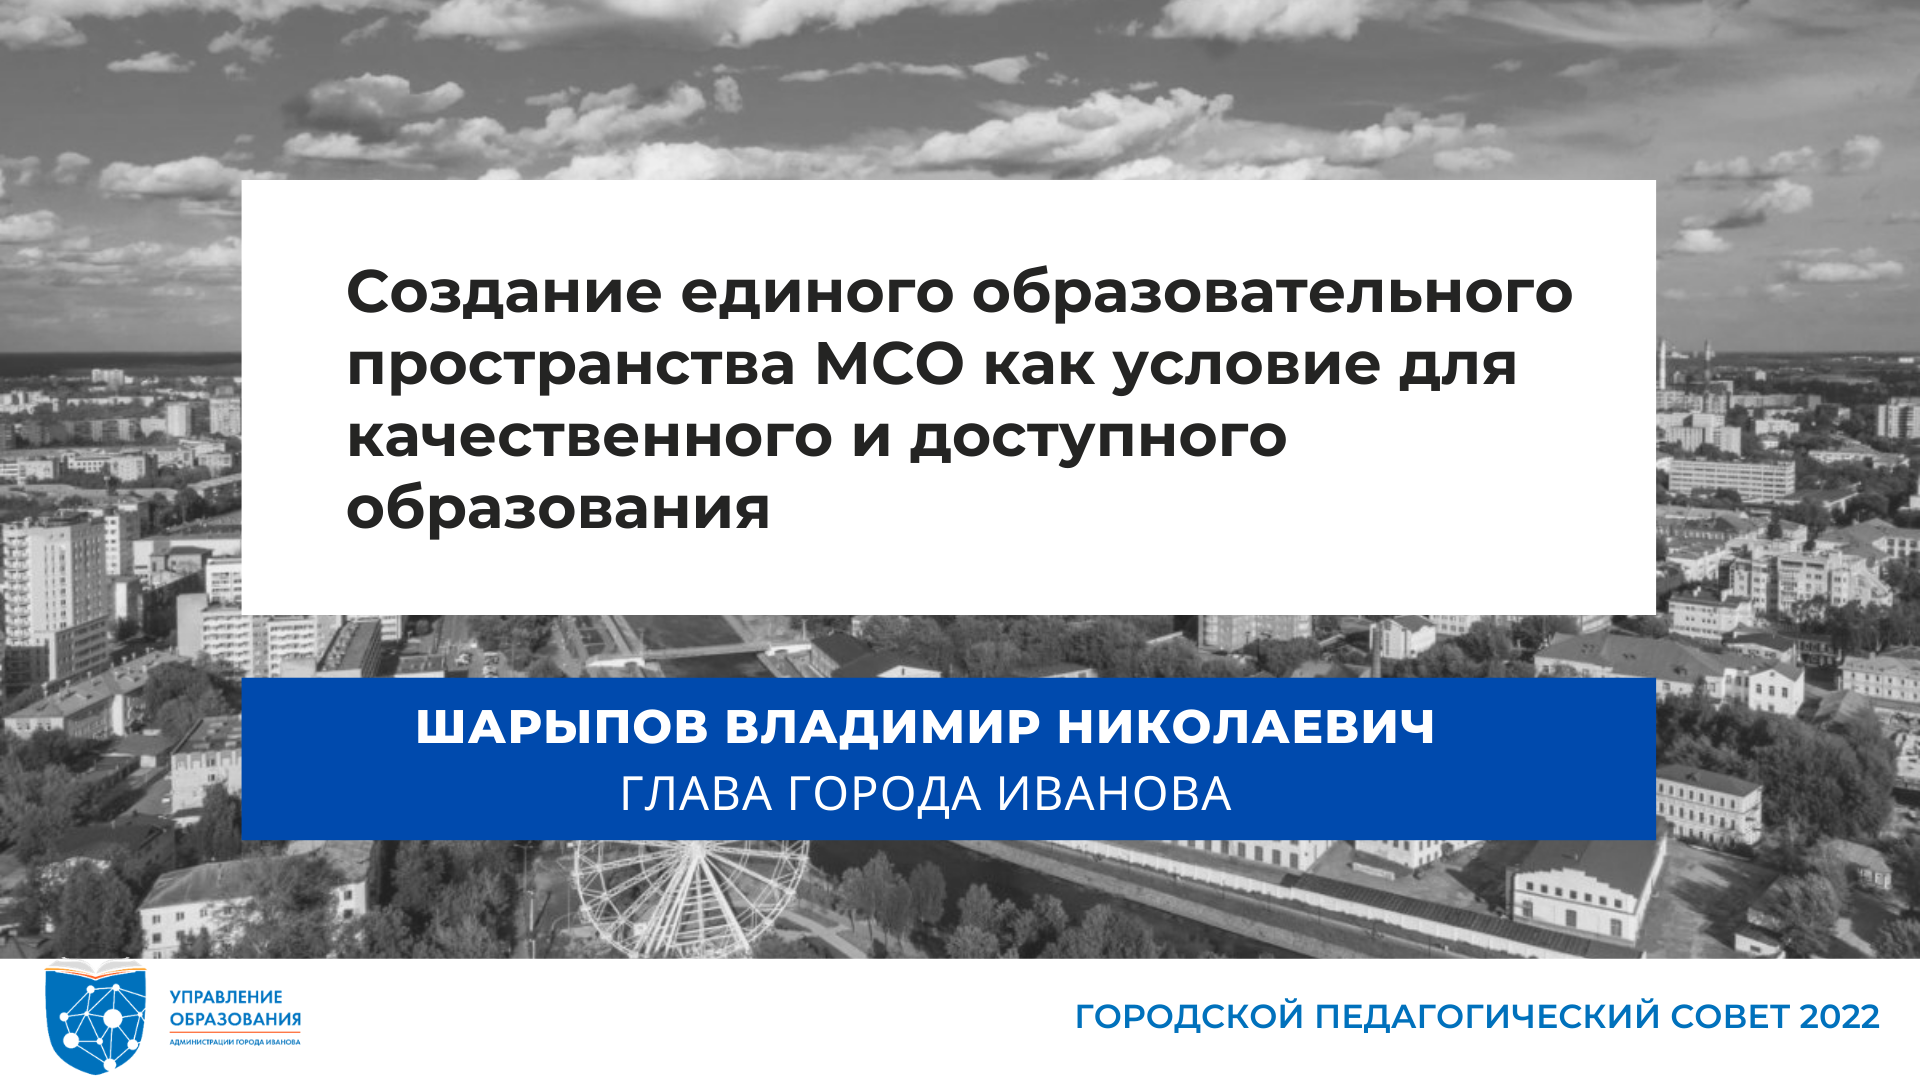 Создание единого образовательного
пространства МСО как условие для
качественного и доступного
образования
ШАРЫПОВ ВЛАДИМИР НИКОЛАЕВИЧ
ГЛАВА ГОРОДА ИВАНОВА
УПРАВЛЕНИЕ
ОБРАЗОВАНИЯ
АДМИНИСТРАЦИИ ГОРОДА ИВАНОВА
ГОРОДСКОЙ ПЕДАГОГИЧЕСКИЙ СОВЕТ 2022